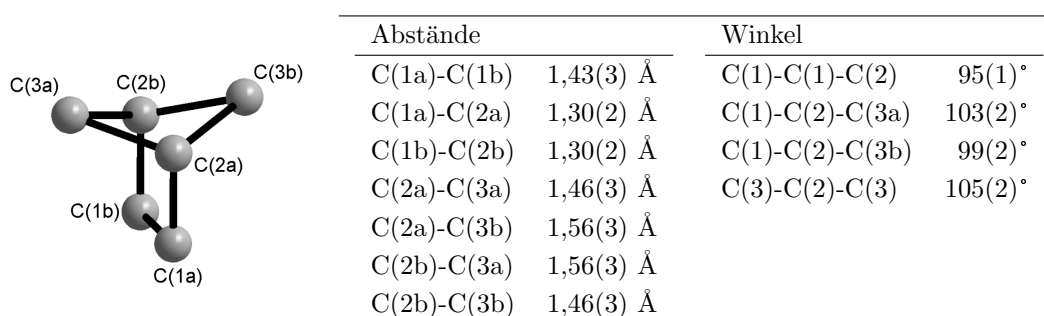 C(3a) C(2b) C(3b)
C(2a)
C(1b)
C(1a)
Abstände
C(1a)-C(1b) 1,43(3) Å
C(1a)-C(2a) 1,30(2) Å
C(1b)-C(2b) 1,30(2) Å
C(2a)-C(3a) 1,46(3) Å
C(2a)-C(3b) 1,56(3) Å
C(2b)-C(3a) 1,56(3) Å
C(2b)-C(3b) 1,46(3) Å
Winkel
C(1)-C(1)-C(2) 95(1)°
C(1)-C(2)-C(3a) 103(2)°
C(1)-C(2)-C(3b) 99(2)°
C(3)-C(2)-C(3) 105(2)°